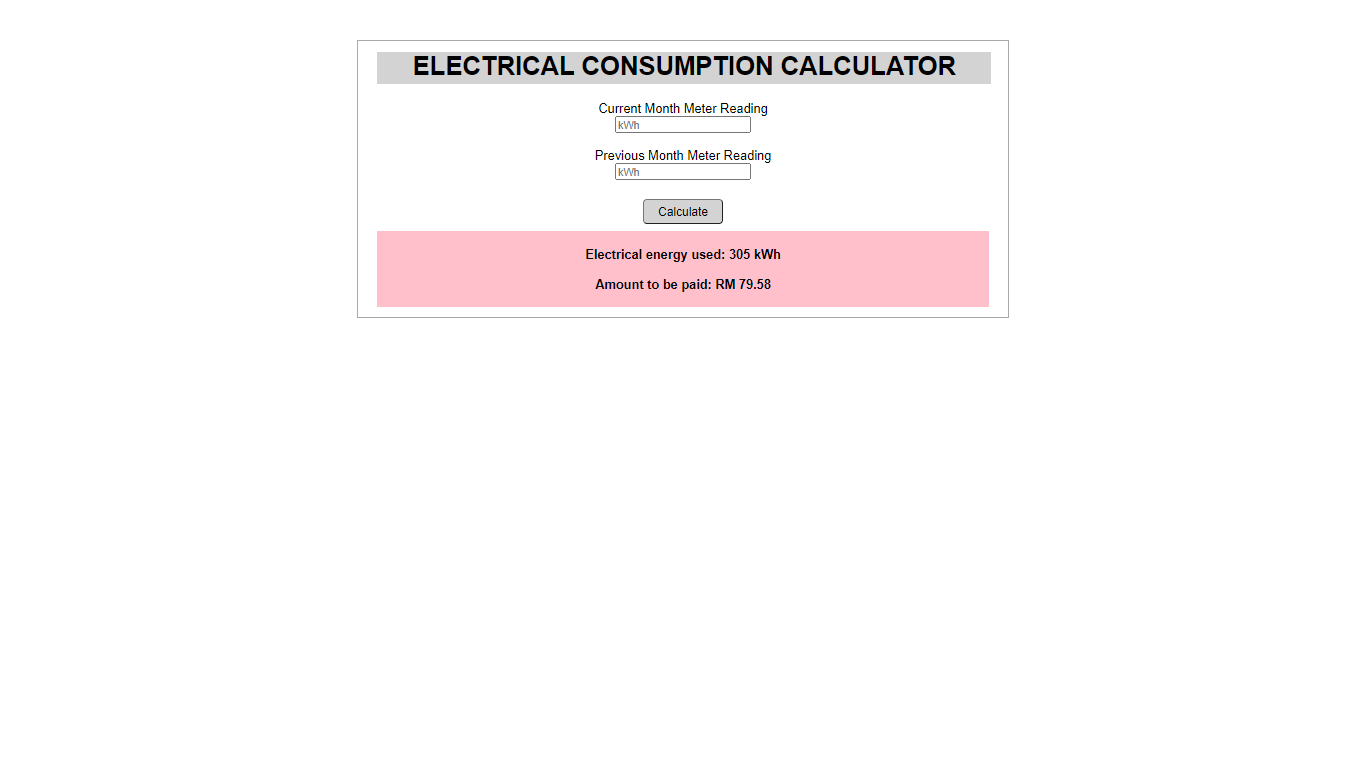 ELECTRICAL CONSUMPTION CALCULATOR
Current Month Meter Reading
kWh
Previous Month Meter Reading
kWh
Calculate
Electrical energy used: 305 kWh
Amount to be paid: RM 79.58